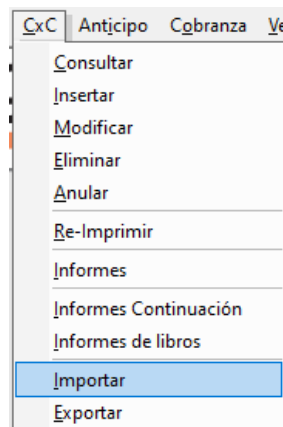 CxC Anticipo Cobranza
Consultar
Insertar
Modificar
Eliminar
Anular
Re-Imprimir
Informes
Informes Continuación
Informes de libros
Importar
Exportar